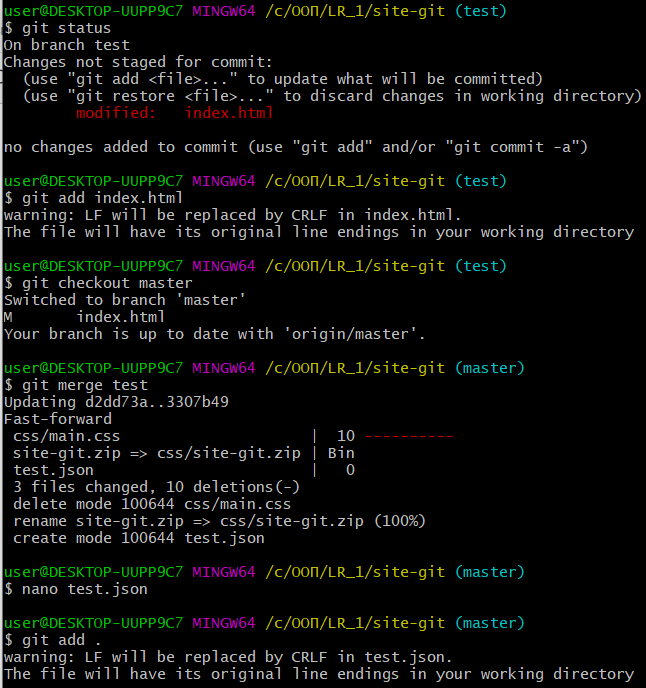 user@DESKTOP-UUPP9C7 MINGW64 /c/ООП/LR_1/site-git (test)
$ git status
On branch test
Changes not staged for commit:
  (use "git add <file>..." to update what will be committed)
  (use "git restore <file>..." to discard changes in working directory)
        modified:   index.html

no changes added to commit (use "git add" and/or "git commit -a")

user@DESKTOP-UUPP9C7 MINGW64 /c/ООП/LR_1/site-git (test)
$ git add index.html
warning: LF will be replaced by CRLF in index.html.
The file will have its original line endings in your working directory

user@DESKTOP-UUPP9C7 MINGW64 /c/ООП/LR_1/site-git (test)
$ git checkout master
Switched to branch 'master'
M       index.html
Your branch is up to date with 'origin/master'.

user@DESKTOP-UUPP9C7 MINGW64 /c/ООП/LR_1/site-git (master)
$ git merge test
Updating d2dd73a..3307b49
Fast-forward
 css/main.css                     |  10 ----------
 site-git.zip => css/site-git.zip | Bin
 test.json                        |   0
 3 files changed, 10 deletions(-)
 delete mode 100644 css/main.css
 rename site-git.zip => css/site-git.zip (100%)
 create mode 100644 test.json

user@DESKTOP-UUPP9C7 MINGW64 /c/ООП/LR_1/site-git (master)
$ nano test.json

user@DESKTOP-UUPP9C7 MINGW64 /c/ООП/LR_1/site-git (master)
$ git add .
warning: LF will be replaced by CRLF in test.json.
The file will have its original line endings in your working directory